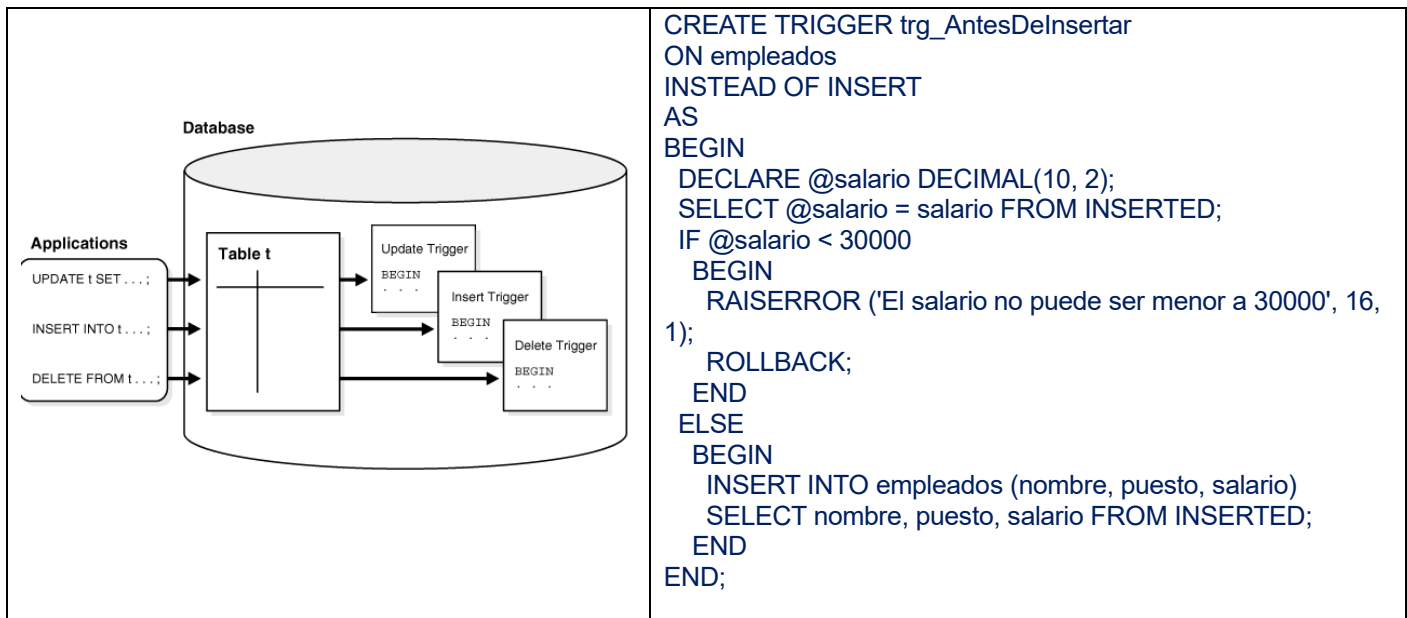 Database
Applications
UPDATE t SET . . . ;
INSERT INTO t . . . ;
DELETE FROM t . . . ;
Table t
Update Trigger
BEGIN
. . .
Insert Trigger
BEGIN
. . .
Delete Trigger
BEGIN
. . .
CREATE TRIGGER trg_AntesDeInsertar
ON empleados
INSTEAD OF INSERT
AS
BEGIN
DECLARE @salario DECIMAL(10, 2);
SELECT @salario = salario FROM INSERTED;
IF @salario < 30000
BEGIN
RAISERROR ('El salario no puede ser menor a 30000', 16,
1);
ROLLBACK;
END
ELSE
BEGIN
INSERT INTO empleados (nombre, puesto, salario)
SELECT nombre, puesto, salario FROM INSERTED;
END
END;